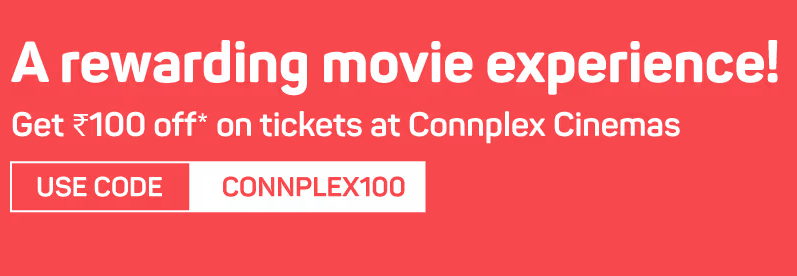 A rewarding movie experience!
Get ₹100 off* on tickets at Connplex Cinemas
USE CODE CONNPLEX100